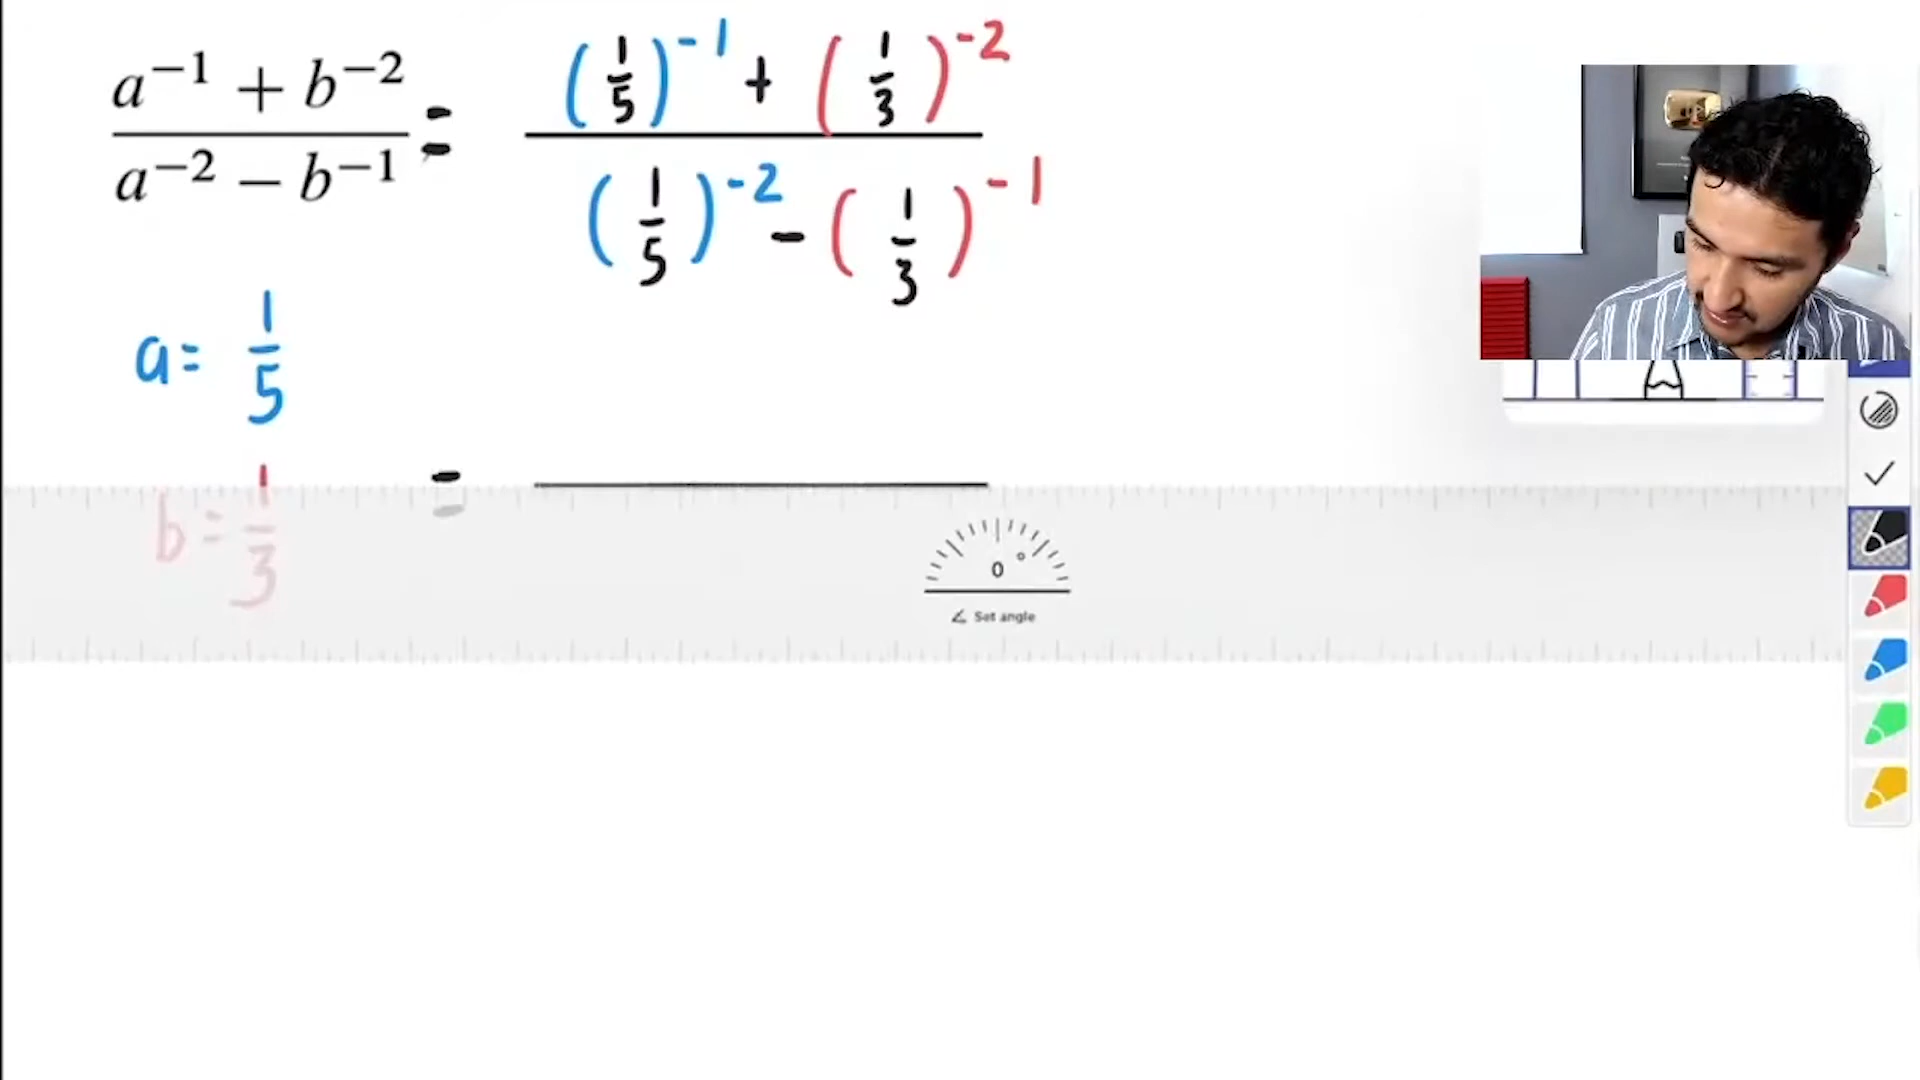 a⁻¹ + b⁻² / a⁻² − b⁻¹ = (1/5)⁻¹ + (1/3)⁻² / (1/5)⁻² - (1/3)⁻¹
a = 1/5
b = 1/3
=
0°
Set angle